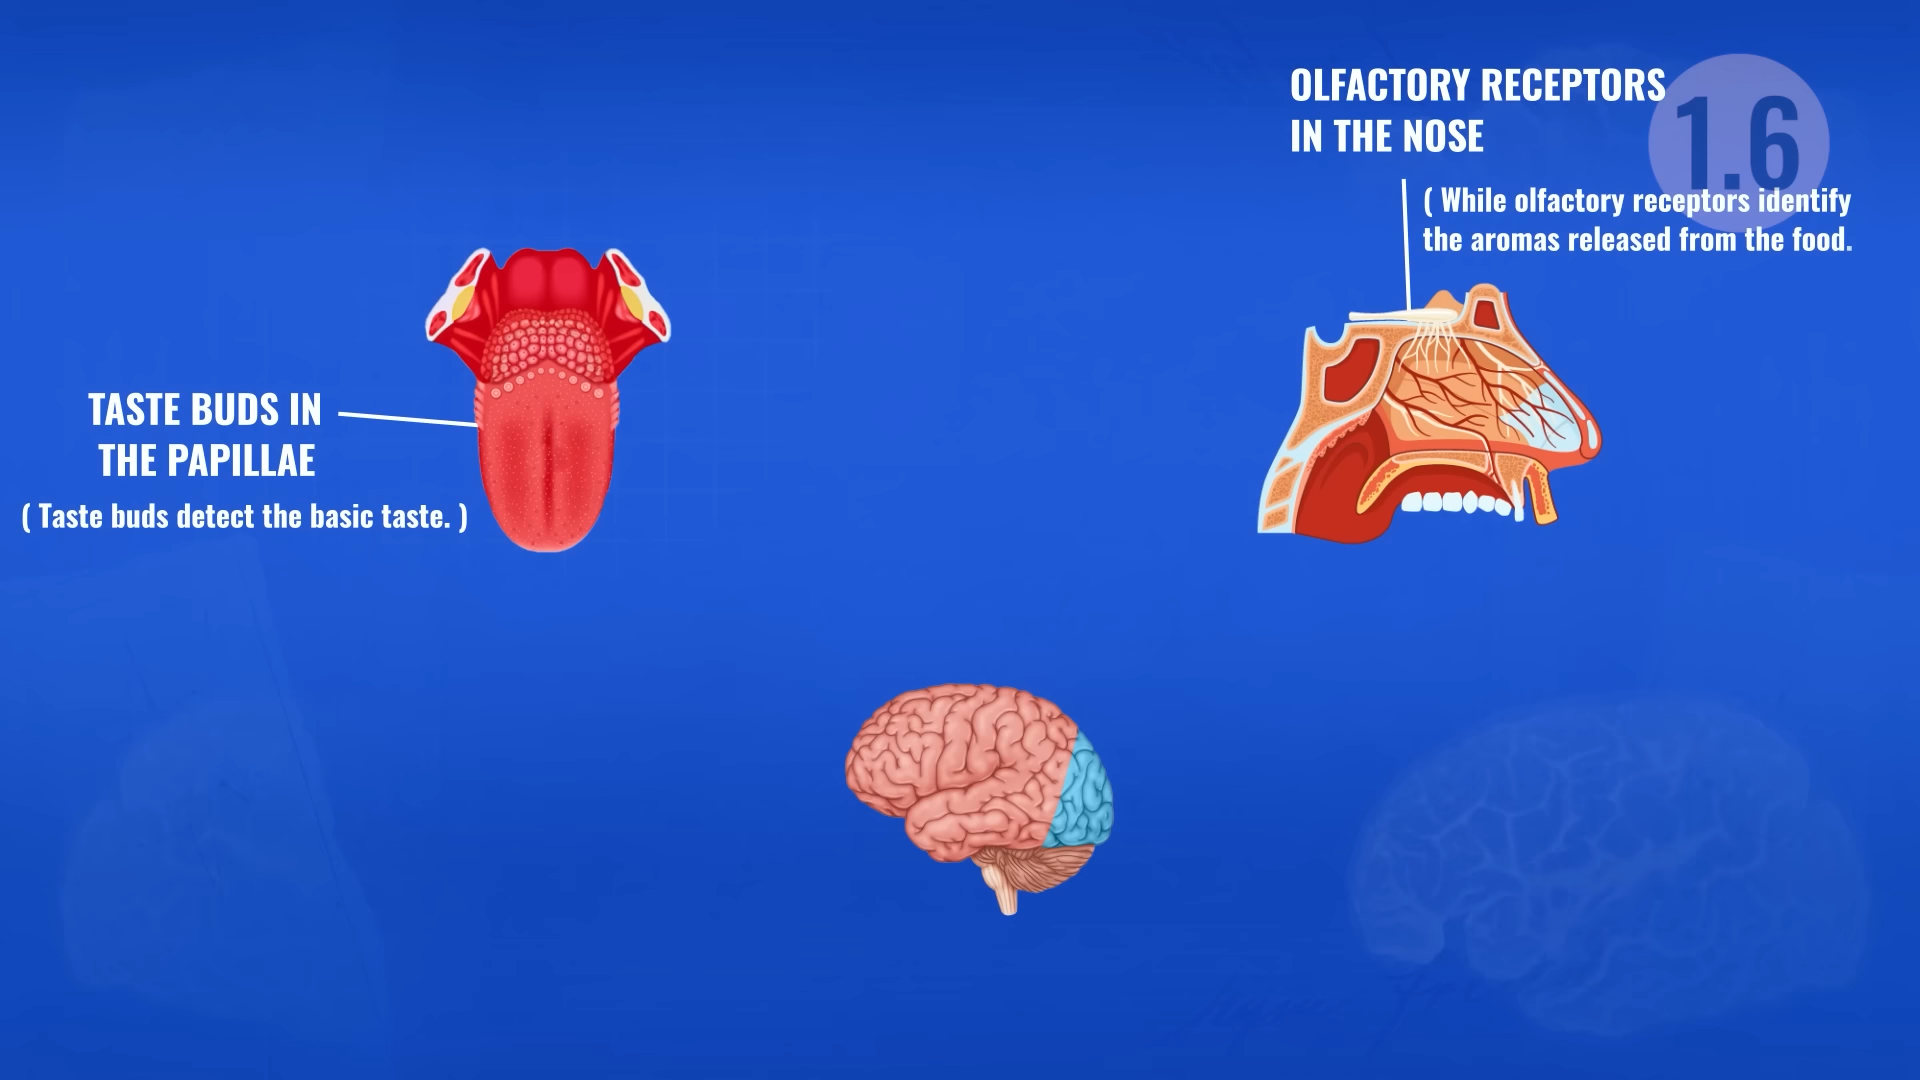 OLFACTORY RECEPTORS
IN THE NOSE
1.6
( While olfactory receptors identify
the aromas released from the food.
TASTE BUDS IN
THE PAPILLAE
( Taste buds detect the basic taste. )